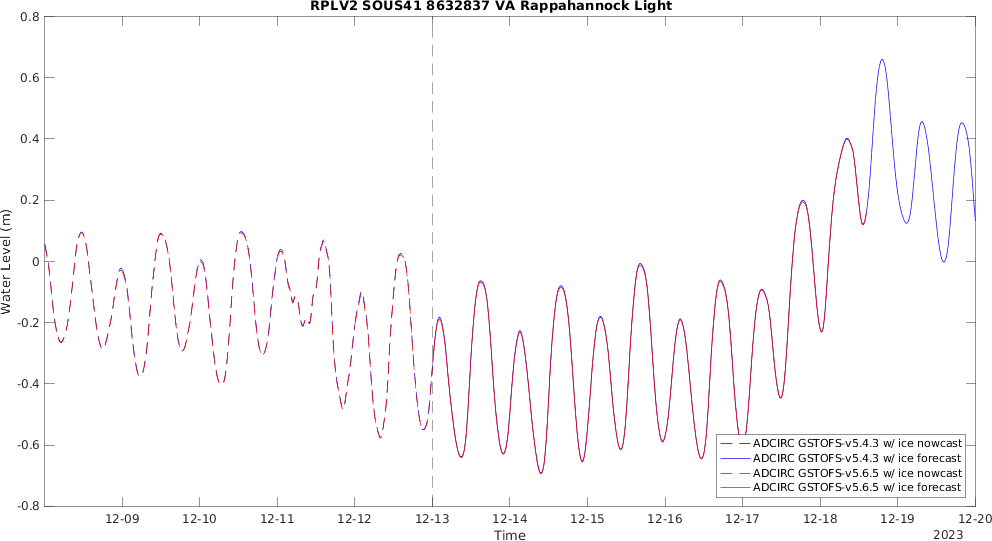 RPLV2 SOUS41 8632837 VA Rappahannock Light
0.8
0.6
0.4
0.2
0
-0.2
-0.4
-0.6
-0.8
Water Level (m)
ADCIRC GSTOFS-v5.4.3 w/ ice nowcast
ADCIRC GSTOFS-v5.4.3 w/ ice forecast
ADCIRC GSTOFS-v5.6.5 w/ ice nowcast
ADCIRC GSTOFS-v5.6.5 w/ ice forecast
12-09 12-10 12-11 12-12 12-13 12-14 12-15 12-16 12-17 12-18 12-19 12-20
Time
2023